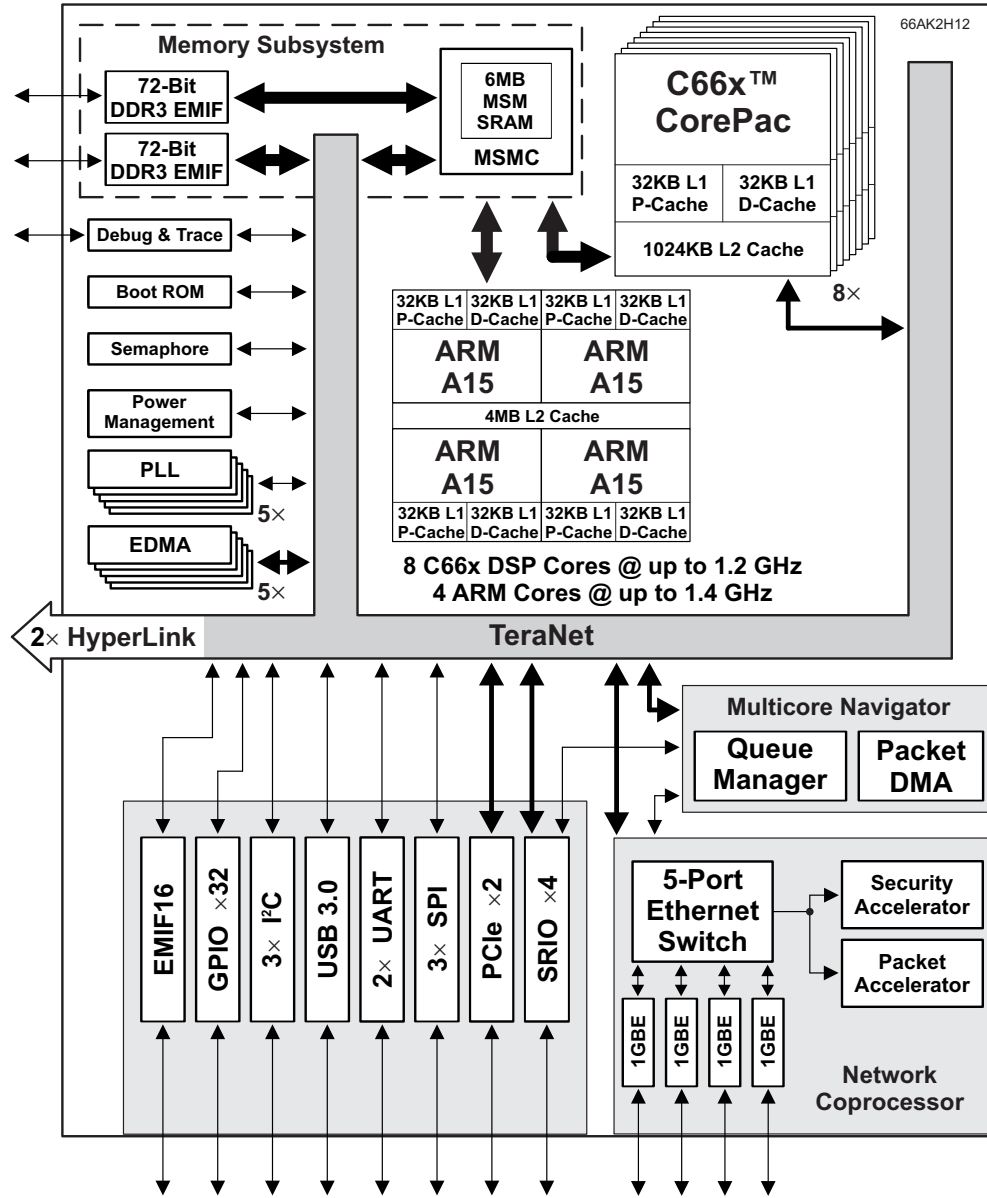 66AK2H12
Memory Subsystem
72-Bit
DDR3 EMIF
72-Bit
DDR3 EMIF
6MB
MSM
SRAM
MSMC
C66x™
CorePac
32KB L1
P-Cache
32KB L1
D-Cache
1024KB L2 Cache
8×
Debug & Trace
Boot ROM
Semaphore
Power
Management
PLL
5×
EDMA
5×
32KB L1
P-Cache
32KB L1
D-Cache
32KB L1
P-Cache
32KB L1
D-Cache
ARM
A15
ARM
A15
4MB L2 Cache
ARM
A15
ARM
A15
32KB L1
P-Cache
32KB L1
D-Cache
32KB L1
P-Cache
32KB L1
D-Cache
8 C66x DSP Cores @ up to 1.2 GHz
4 ARM Cores @ up to 1.4 GHz
2× HyperLink
TeraNet
Multicore Navigator
Queue
Manager
Packet
DMA
EMIF16
GPIO ×32
3× I²C
USB 3.0
2× UART
3× SPI
PCIe ×2
SRIO ×4
5-Port
Ethernet
Switch
Security
Accelerator
Packet
Accelerator
1GBE
1GBE
1GBE
1GBE
Network
Coprocessor